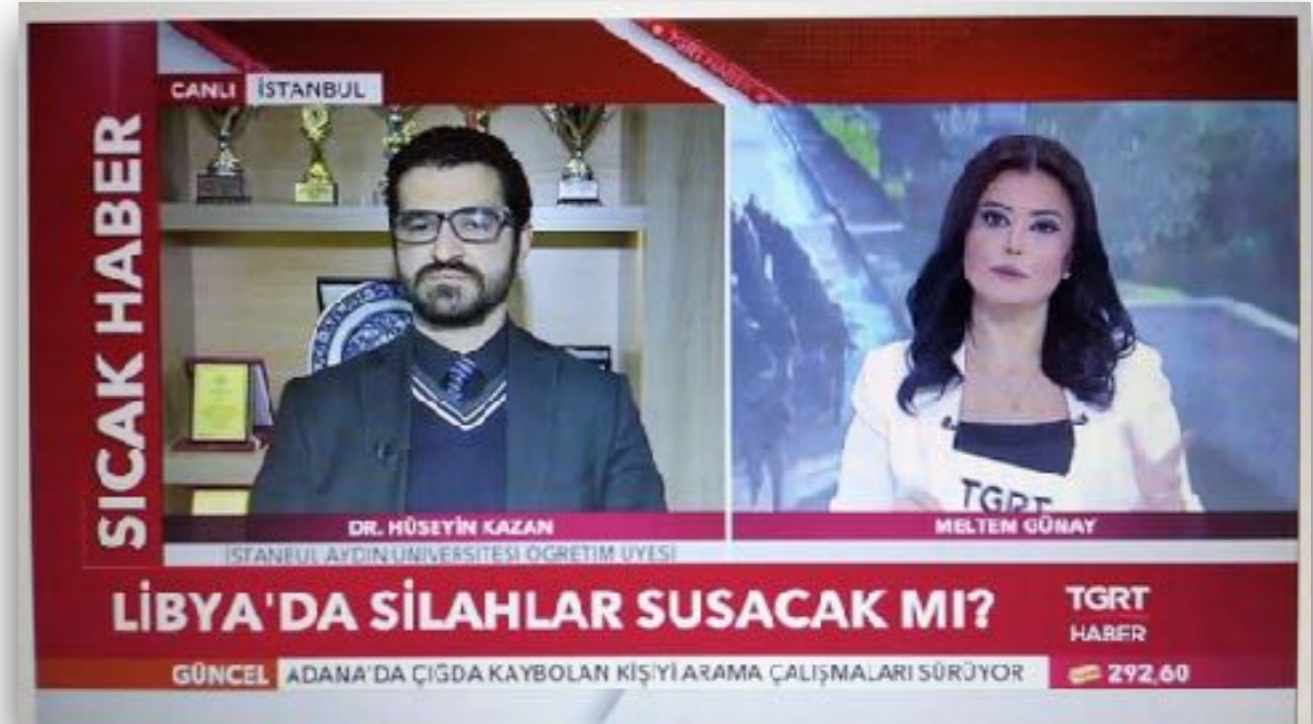 TGRT HABER
CANLI İSTANBUL
SICAK HABER
TGRT
DR. HÜSEYİN KAZAN
MELTEM GÜNAY
İSTANBUL AYDIN ÜNİVERSİTESİ ÖĞRETİM ÜYESİ
LİBYA'DA SİLAHLAR SUSACAK MI?
TGRT
HABER
GÜNCEL ADANA'DA ÇIĞDA KAYBOLAN KİŞİYİ ARAMA ÇALIŞMALARI SÜRÜYOR
292,60